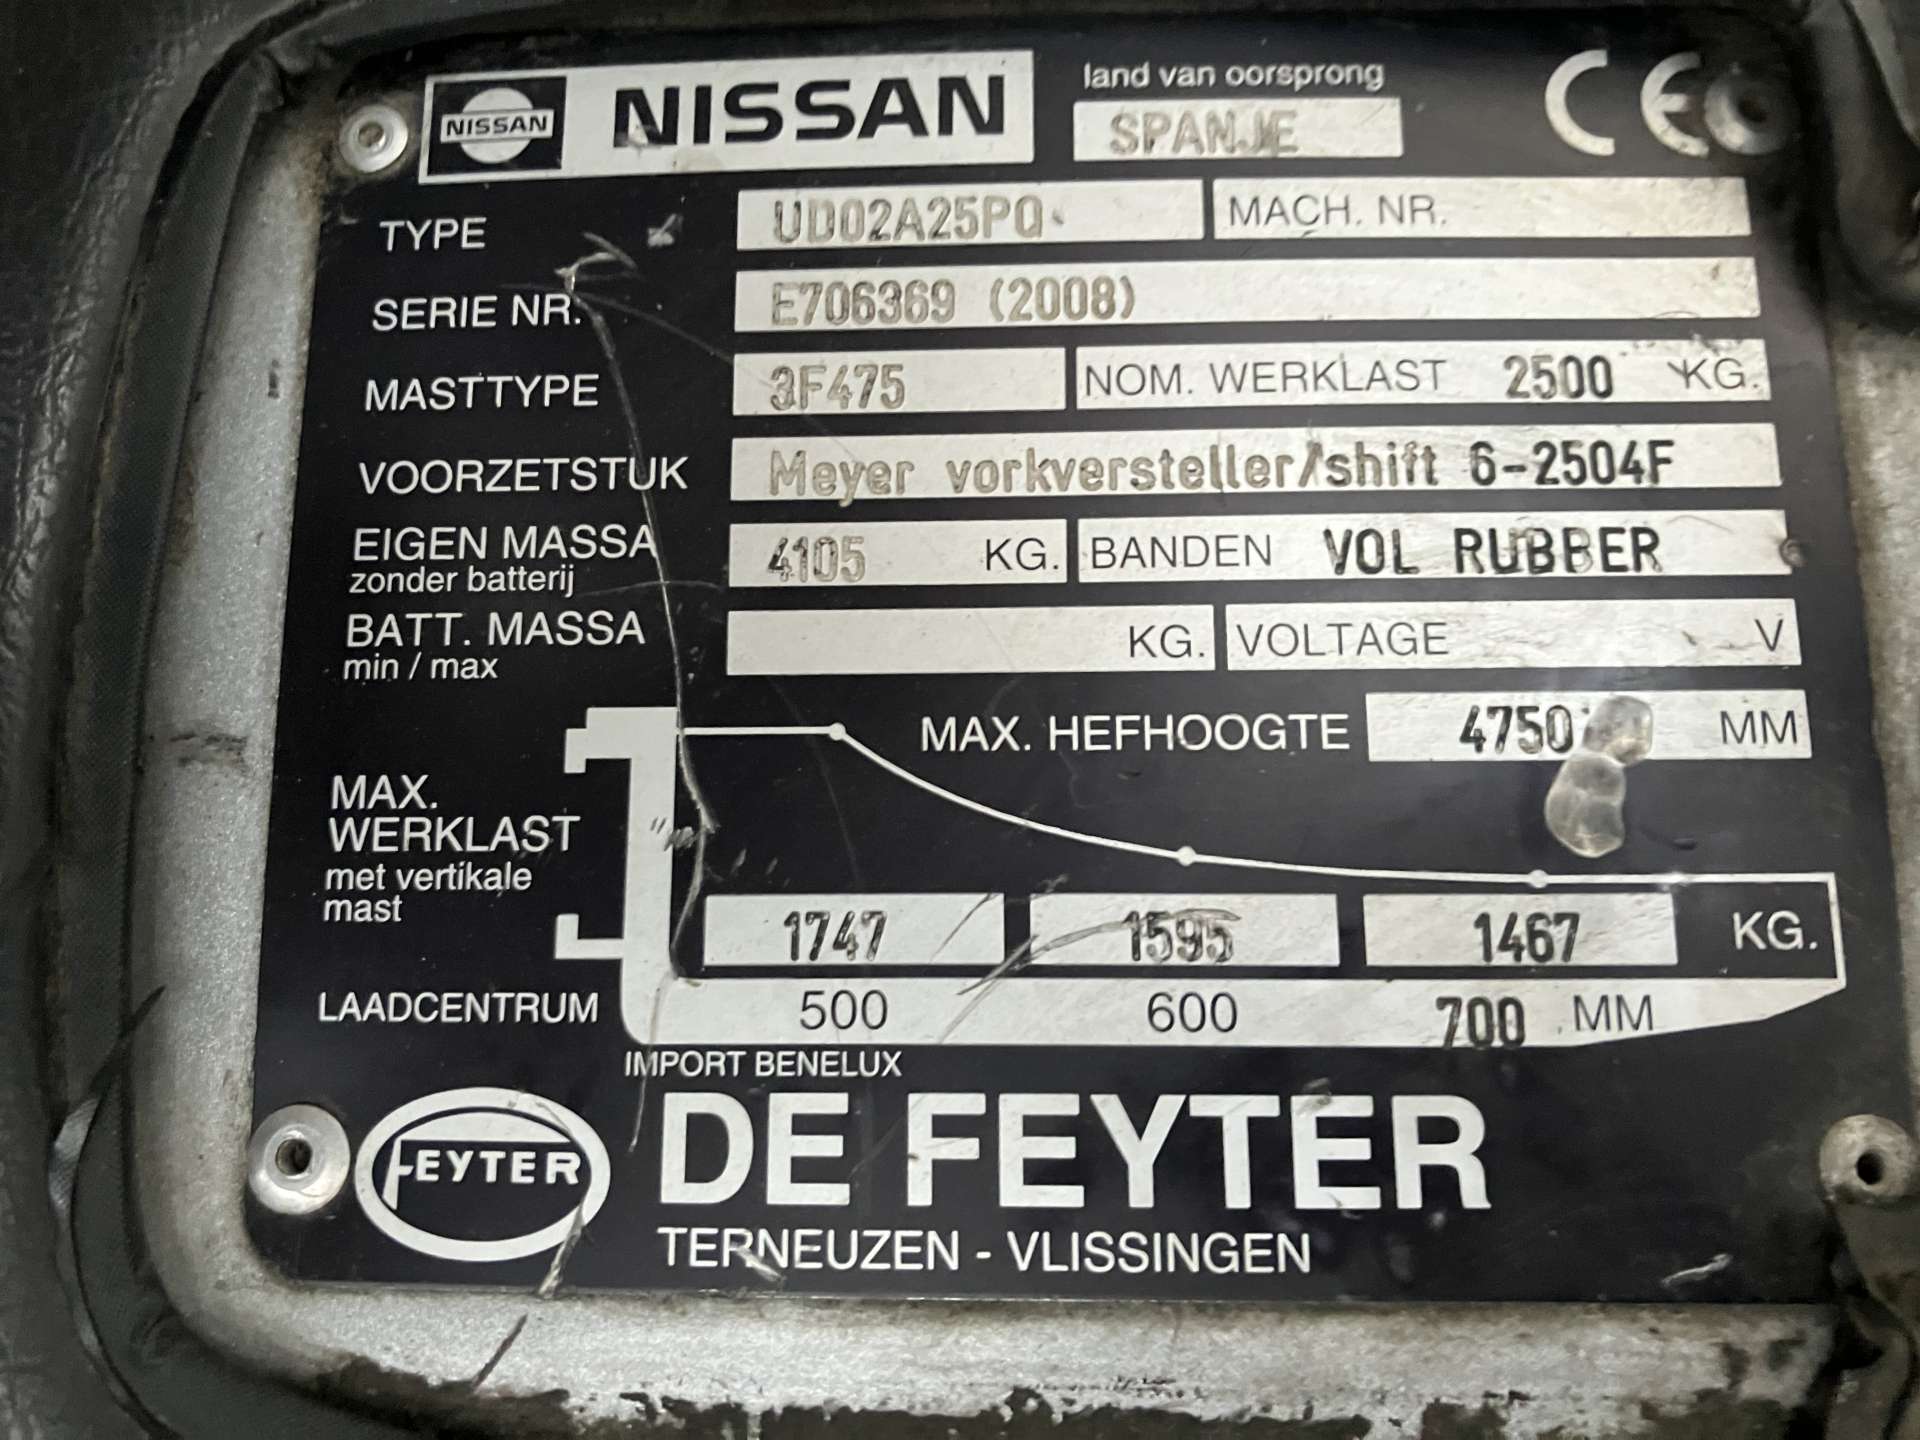 NISSAN NISSAN land van oorsprong CE
SPANJE
TYPE UD02A25PQ MACH. NR.
SERIE NR. E706369 (2008)
MASTTYPE 3F475 NOM. WERKLAST 2500 KG.
VOORZETSTUK Meyer vorkversteller/shift 6-2504F
EIGEN MASSA 4105 KG. BANDEN VOL RUBBER
zonder batterij
BATT. MASSA KG. VOLTAGE V
min / max
MAX. HEFHOOGTE 4750 MM
MAX.
WERKLAST
met vertikale
mast
1747 1595 1467 KG.
LAADCENTRUM 500 600 700 MM
IMPORT BENELUX
FEYTER DE FEYTER
TERNEUZEN - VLISSINGEN